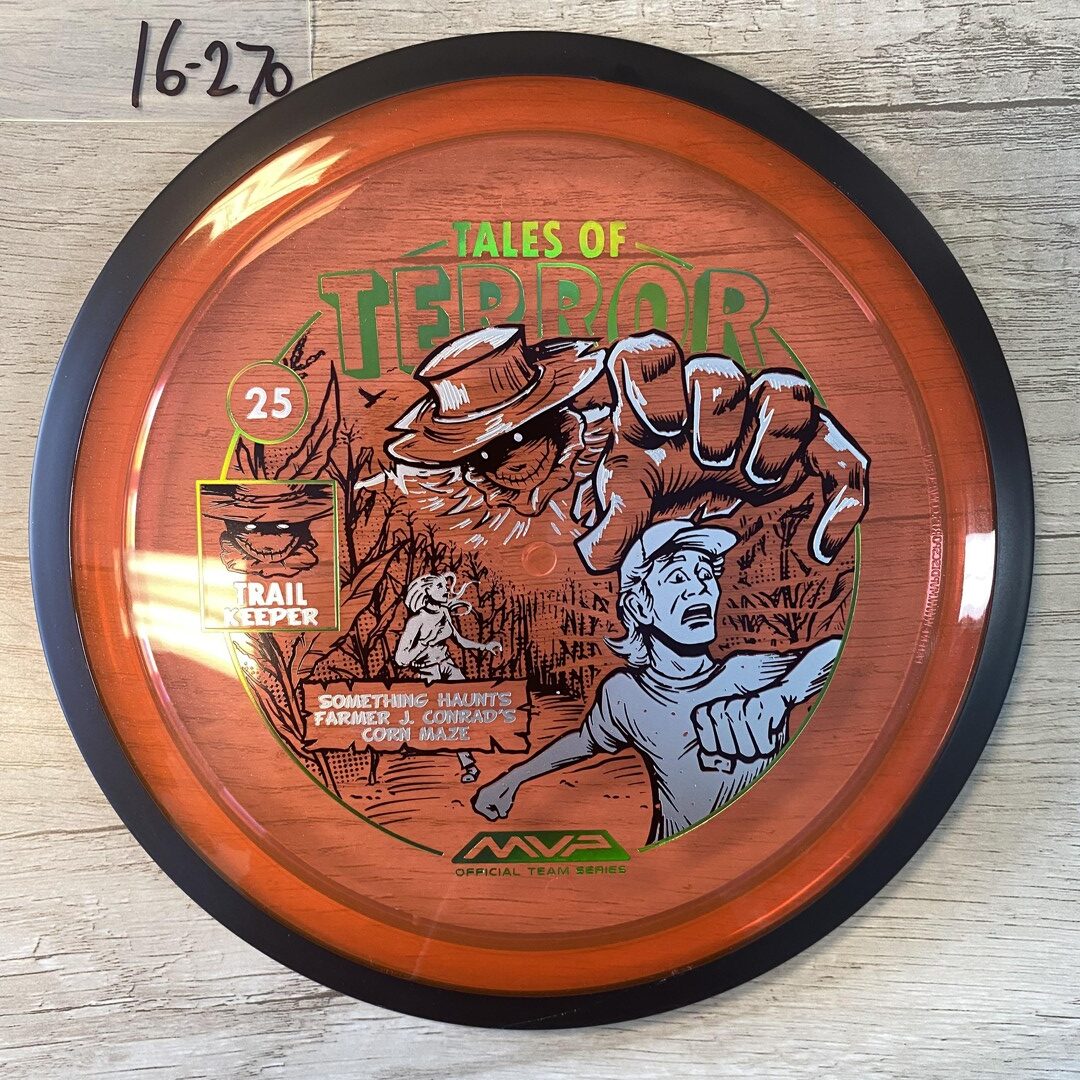 16-270
TALES OF
TERROR
25
TRAIL
KEEPER
SOMETHING HAUNTS
FARMER J. CONRAD'S
CORN MAZE
MVP
OFFICIAL TEAM SERIES